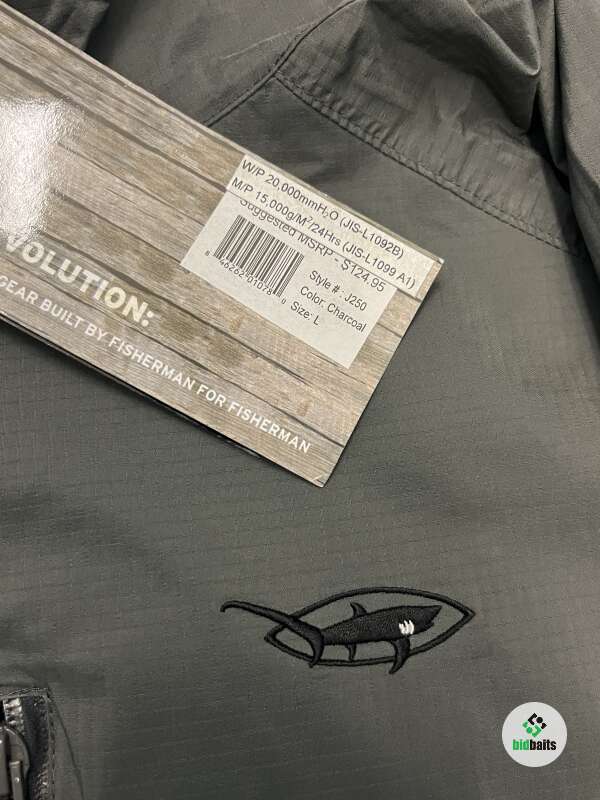 W/P 20,000mmH₂O (JIS-L1092B)
M/P 15,000g/M²/24Hrs (JIS-L1099 A1)
Suggested MSRP - $124.95
Style # : J250
Color: Charcoal
Size: L
VOLUTION:
GEAR BUILT BY FISHERMAN FOR FISHERMAN
bidbaits